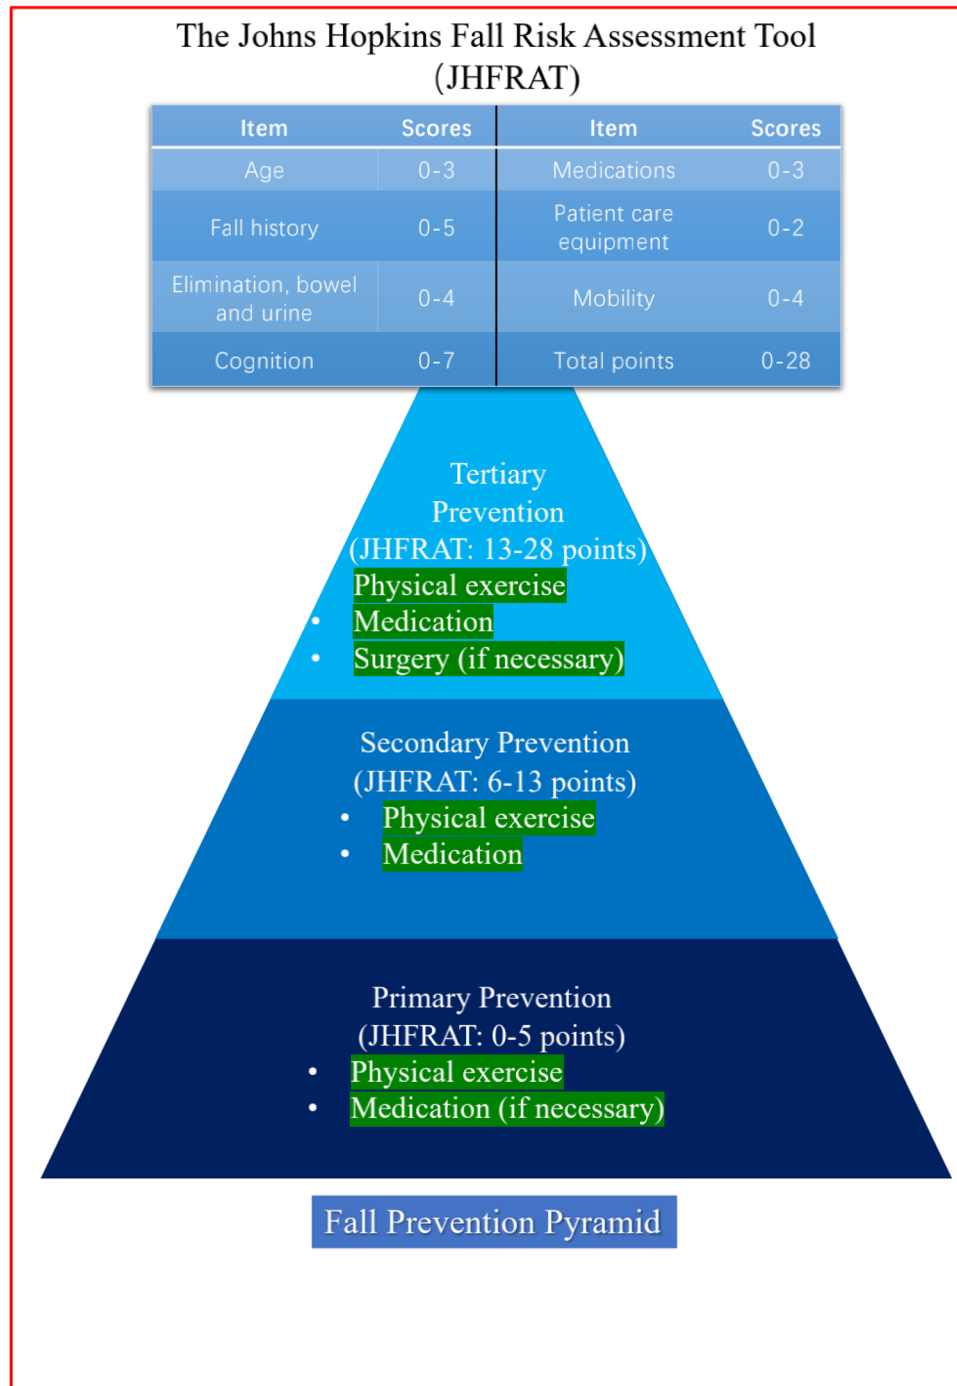 The Johns Hopkins Fall Risk Assessment Tool
(JHFRAT)
Item Scores Item Scores
Age 0-3 Medications 0-3
Fall history 0-5 Patient care equipment 0-2
Elimination, bowel and urine 0-4 Mobility 0-4
Cognition 0-7 Total points 0-28
Tertiary
Prevention
(JHFRAT: 13-28 points)
Physical exercise
• Medication
• Surgery (if necessary)
Secondary Prevention
(JHFRAT: 6-13 points)
• Physical exercise
• Medication
Primary Prevention
(JHFRAT: 0-5 points)
• Physical exercise
• Medication (if necessary)
Fall Prevention Pyramid